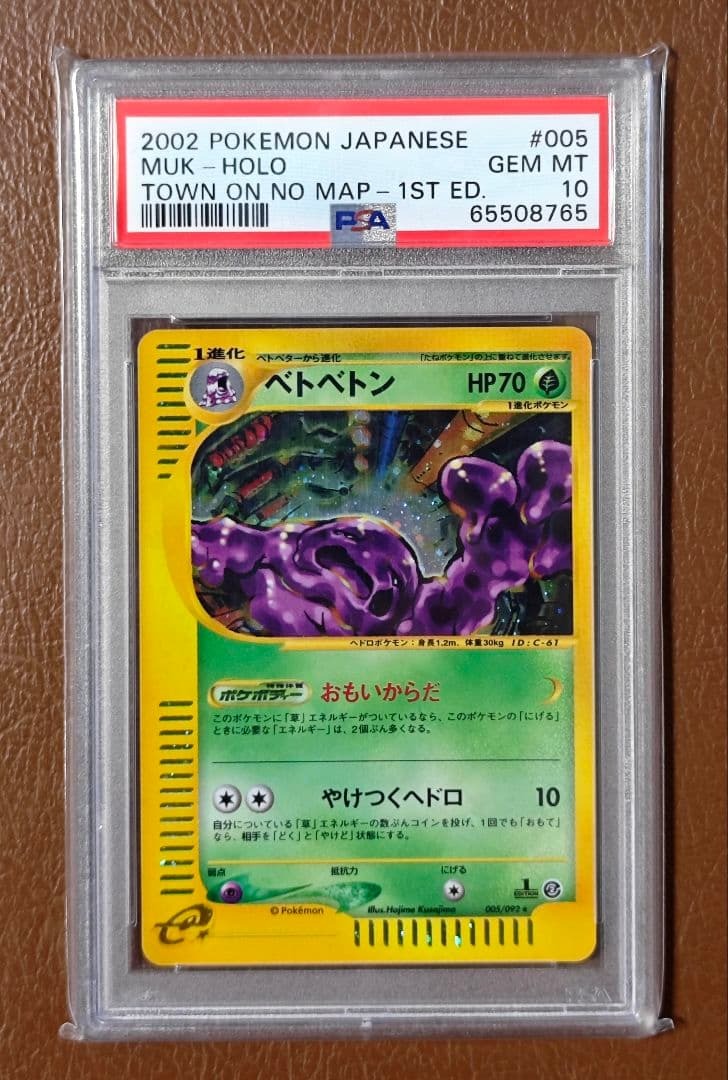 2002 POKEMON JAPANESE #005
MUK - HOLO GEM MT
TOWN ON NO MAP - 1ST ED. 10
PSA 65508765
1進化 ベトベターから進化 「たねポケモン」の上に重ねて進化させます。
ベトベトン HP70
1進化ポケモン
ヘドロポケモン：身長1.2m、体重30kg ID:C-61
特殊体質
ポケボディー おもいからだ
このポケモンに「草」エネルギーがついているなら、このポケモンの「にげる」
ときに必要な「エネルギー」は、2個ぶん多くなる。
やけつくヘドロ 10
自分についている「草」エネルギーの数ぶんコインを投げ、1回でも「おもて」
なら、相手を「どく」と「やけど」状態にする。
弱点 抵抗力 にげる
1 EDITION
© Pokémon Illus. Hajime Kusajima 005/092 ★
e